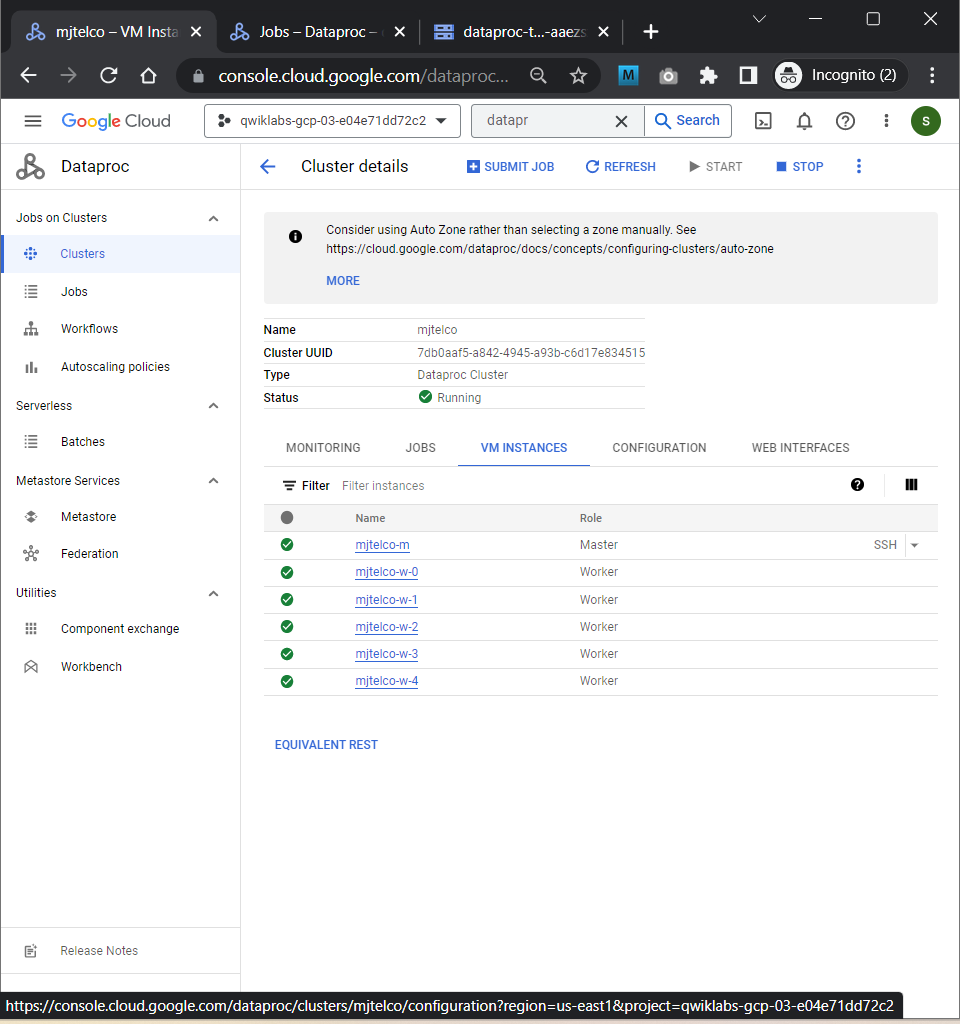 mjtelco – VM Insta
Jobs – Dataproc –
dataproc-t...-aaezs
console.cloud.google.com/dataproc...
M
Incognito (2)
Google Cloud
qwiklabs-gcp-03-e04e71dd72c2
datapr
Search
S
Dataproc
Cluster details
SUBMIT JOB
REFRESH
START
STOP
Jobs on Clusters
Clusters
Jobs
Workflows
Autoscaling policies
Serverless
Batches
Metastore Services
Metastore
Federation
Utilities
Component exchange
Workbench
Release Notes
Consider using Auto Zone rather than selecting a zone manually. See
https://cloud.google.com/dataproc/docs/concepts/configuring-clusters/auto-zone
MORE
Name mjtelco
Cluster UUID 7db0aaf5-a842-4945-a93b-c6d17e834515
Type Dataproc Cluster
Status Running
MONITORING JOBS VM INSTANCES CONFIGURATION WEB INTERFACES
Filter Filter instances
Name Role
mjtelco-m Master SSH
mjtelco-w-0 Worker
mjtelco-w-1 Worker
mjtelco-w-2 Worker
mjtelco-w-3 Worker
mjtelco-w-4 Worker
EQUIVALENT REST
https://console.cloud.google.com/dataproc/clusters/mjtelco/configuration?region=us-east1&project=qwiklabs-gcp-03-e04e71dd72c2